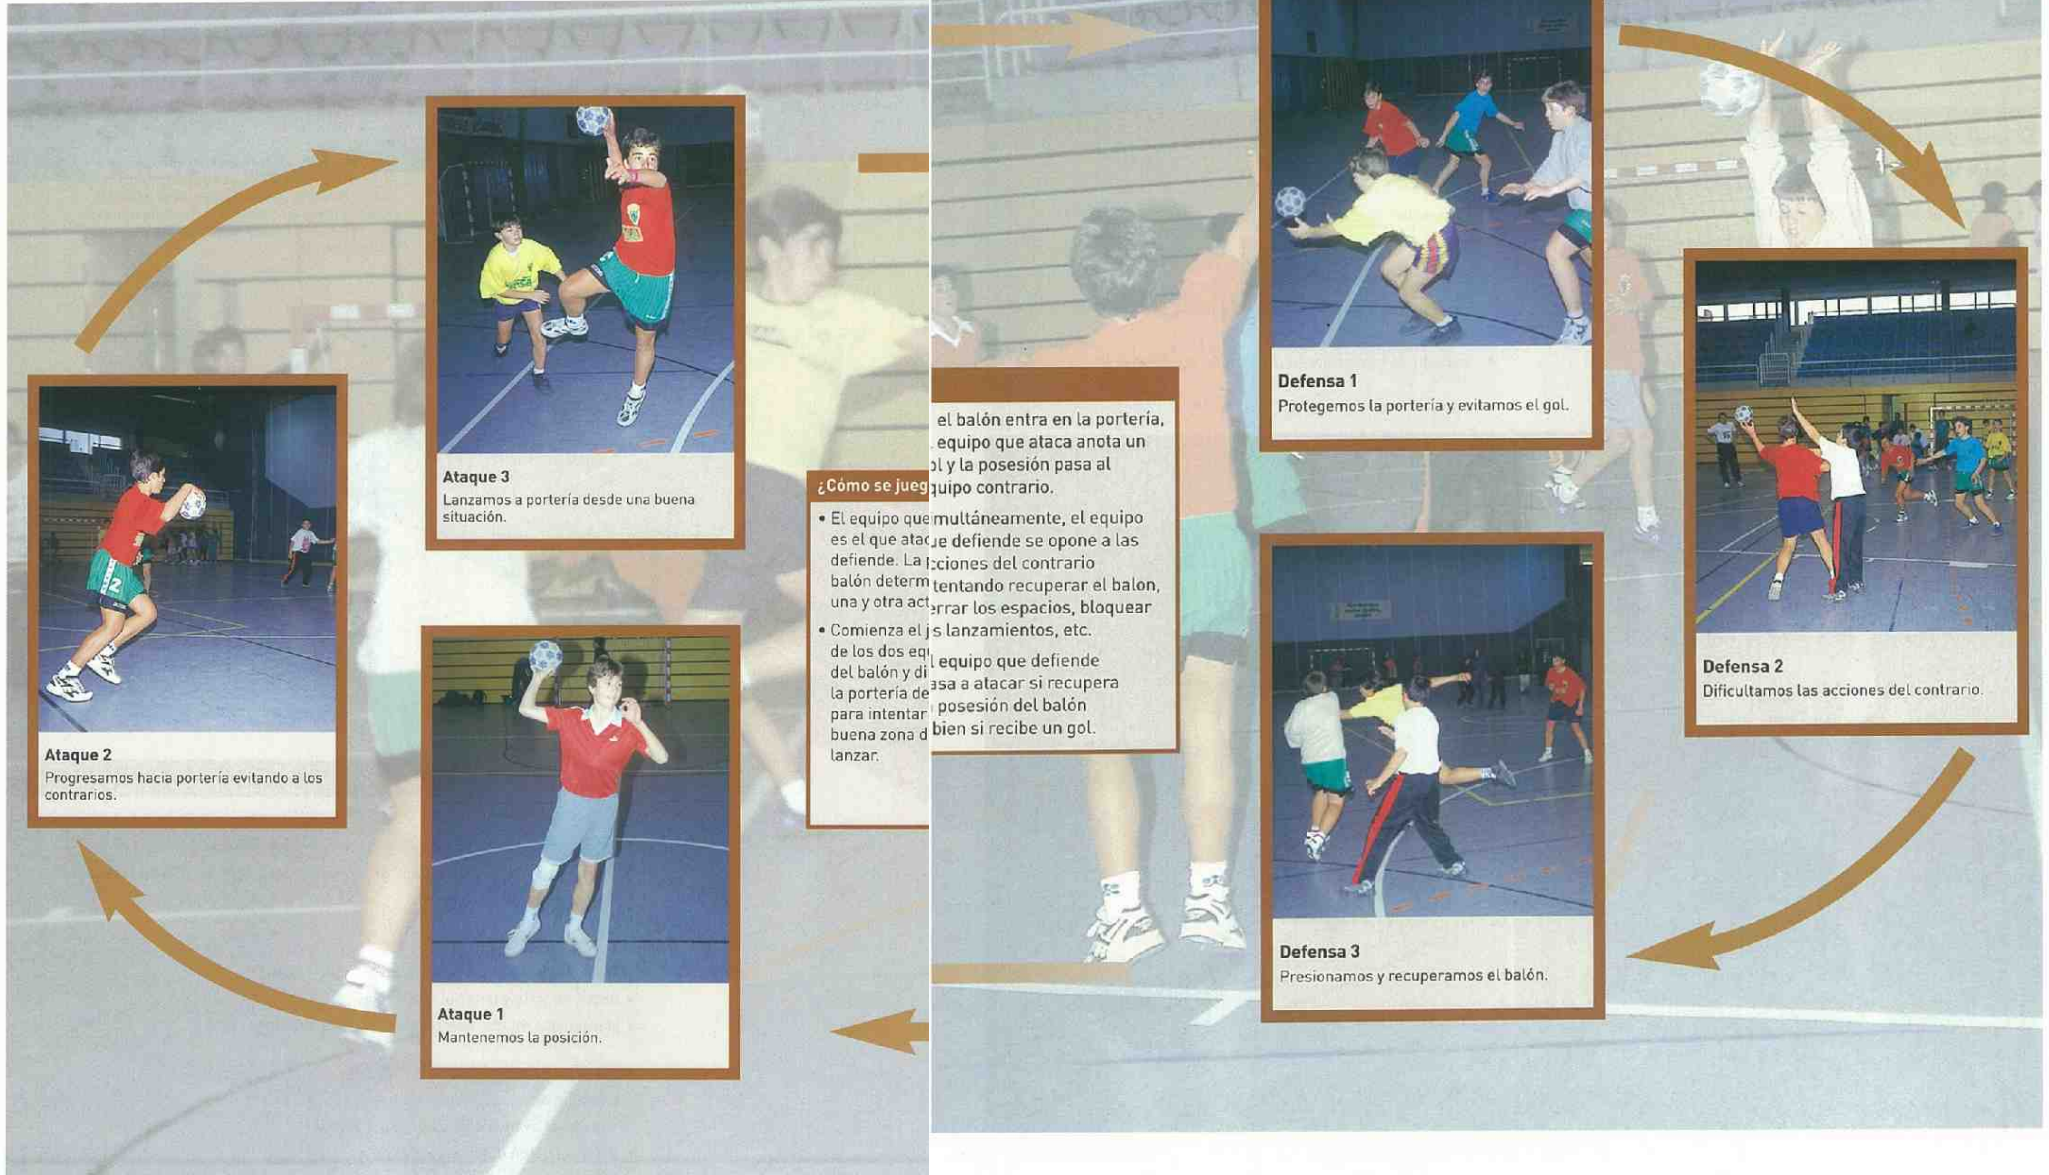 Ataque 3
Lanzamos a portería desde una buena
situación.
Ataque 2
Progresamos hacia portería evitando a los
contrarios.
Ataque 1
Mantenemos la posición.
¿Cómo se jueg
• El equipo que
es el que atac
defiende. La
balón determ
una y otra act
• Comienza el j
de los dos eq
del balón y di
la portería de
para intentar
buena zona d
lanzar.
el balón entra en la portería,
equipo que ataca anota un
ol y la posesión pasa al
quipo contrario.
multáneamente, el equipo
ue defiende se opone a las
cciones del contrario
tentando recuperar el balón,
errar los espacios, bloquear
s lanzamientos, etc.
l equipo que defiende
asa a atacar si recupera
posesión del balón
bien si recibe un gol.
Defensa 1
Protegemos la portería y evitamos el gol.
Defensa 2
Dificultamos las acciones del contrario.
Defensa 3
Presionamos y recuperamos el balón.
2